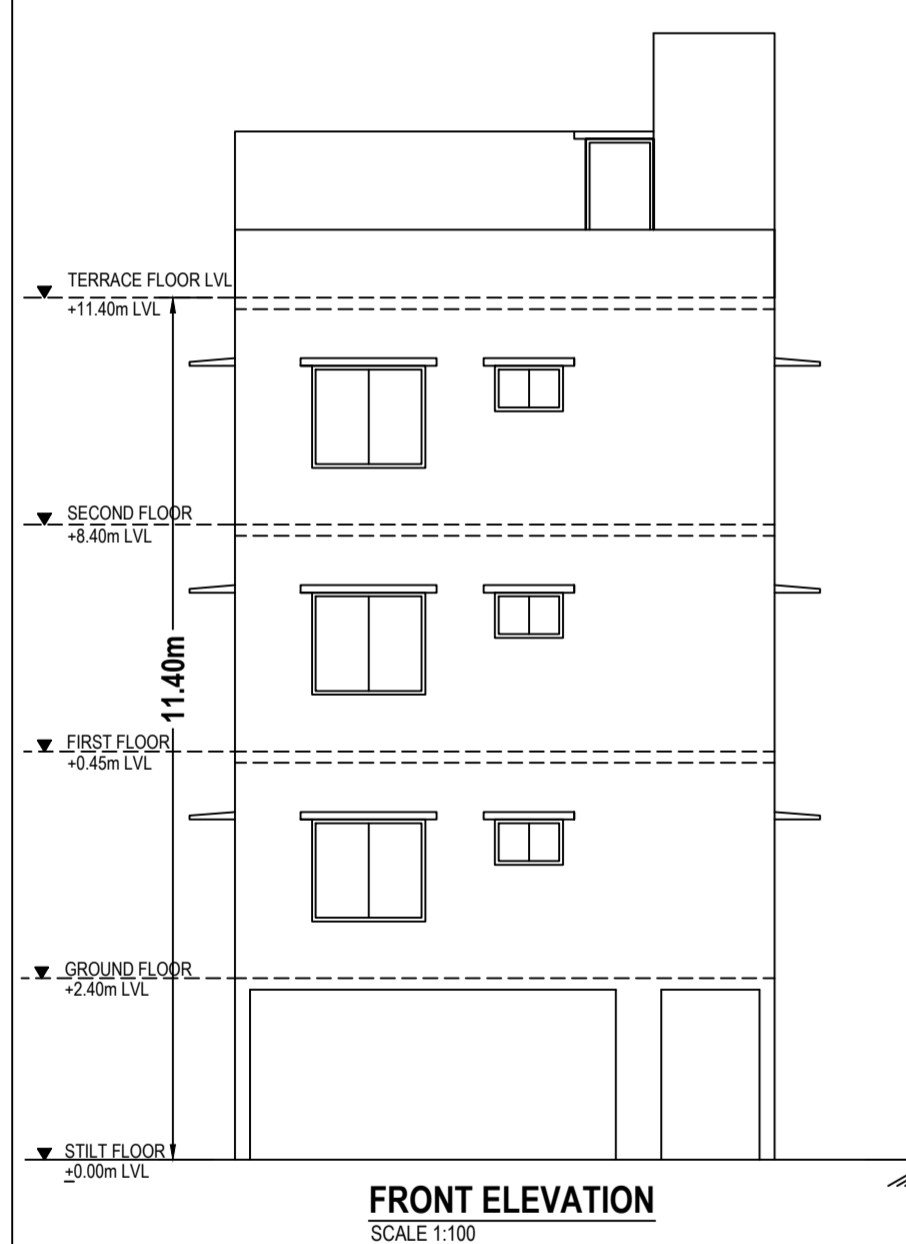 TERRACE FLOOR LVL
+11.40m LVL
SECOND FLOOR
+8.40m LVL
11.40m
FIRST FLOOR
+0.45m LVL
GROUND FLOOR
+2.40m LVL
STILT FLOOR
±0.00m LVL
FRONT ELEVATION
SCALE 1:100